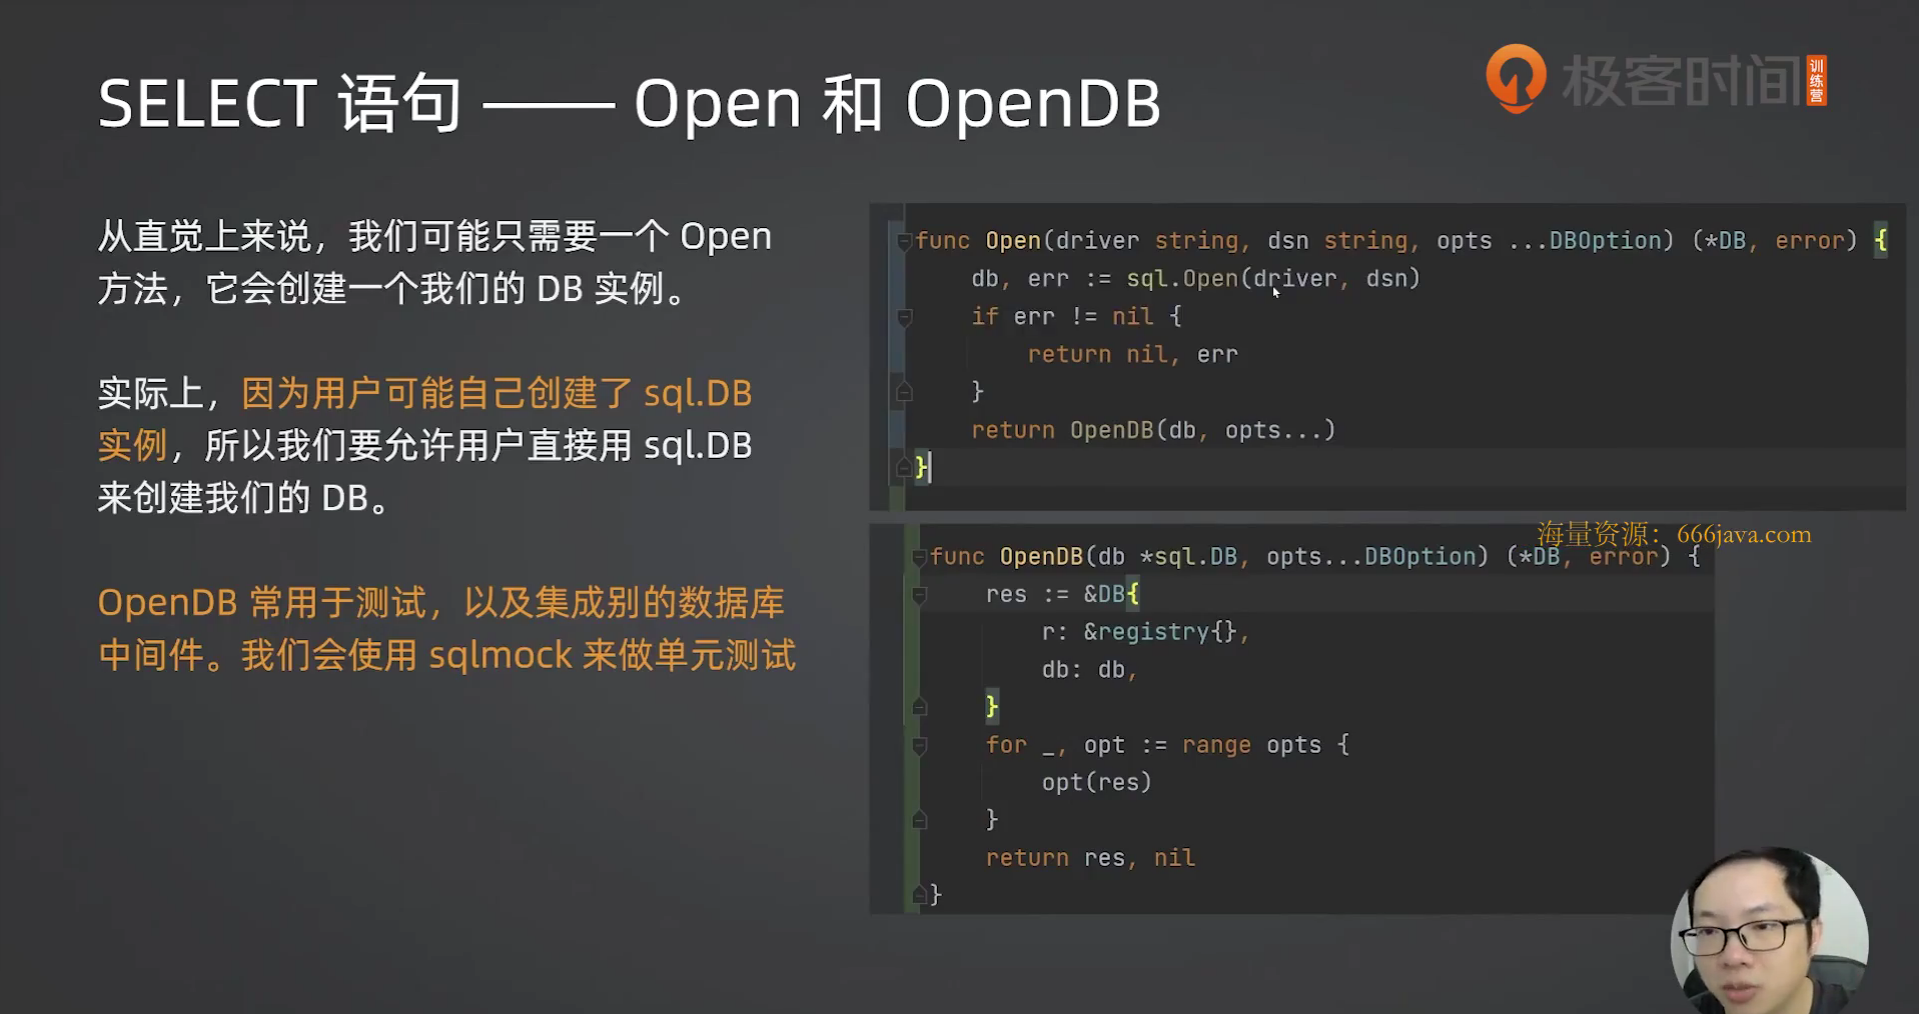 SELECT 语句 —— Open 和 OpenDB
极客时间
训练营
从直觉上来说，我们可能只需要一个 Open
方法，它会创建一个我们的 DB 实例。
实际上，因为用户可能自己创建了 sql.DB
实例，所以我们要允许用户直接用 sql.DB
来创建我们的 DB。
OpenDB 常用于测试，以及集成别的数据库
中间件。我们会使用 sqlmock 来做单元测试
func Open(driver string, dsn string, opts ...DBOption) (*DB, error) {
    db, err := sql.Open(driver, dsn)
    if err != nil {
        return nil, err
    }
    return OpenDB(db, opts...)
}
海量资源：666java.com
func OpenDB(db *sql.DB, opts...DBOption) (*DB, error) {
    res := &DB{
        r: &registry{},
        db: db,
    }
    for _, opt := range opts {
        opt(res)
    }
    return res, nil
}